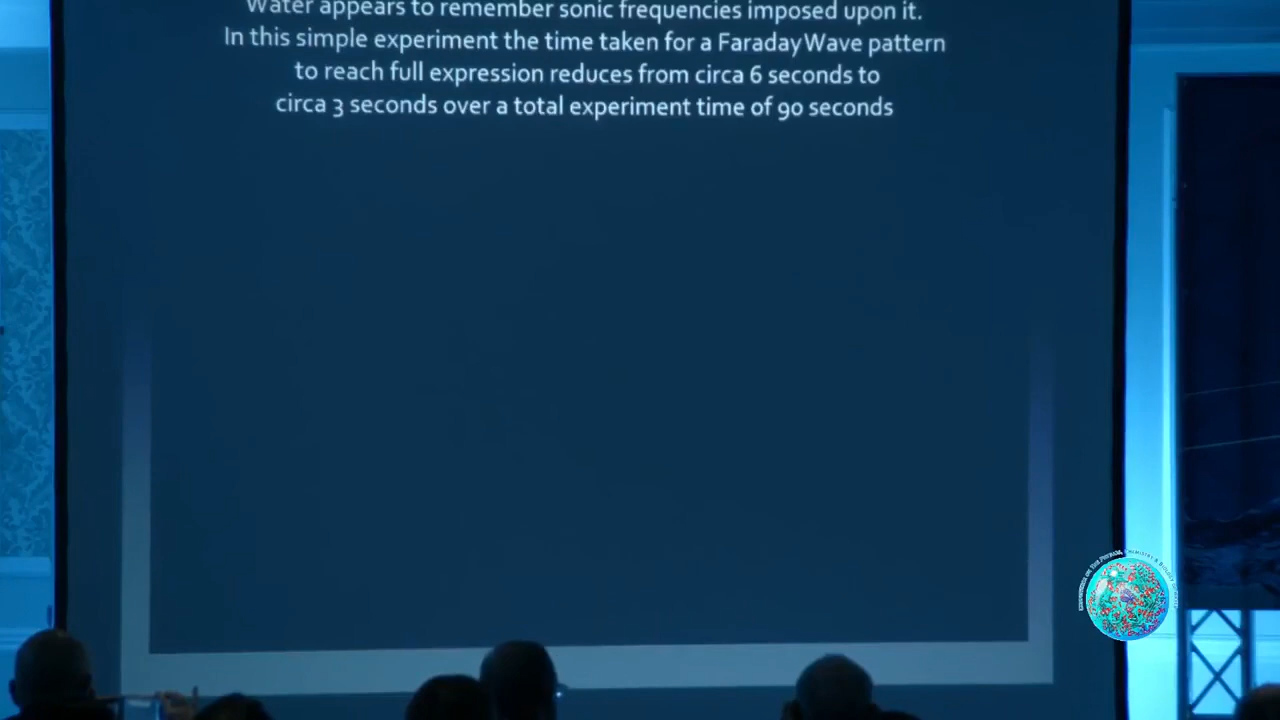 Water appears to remember sonic frequencies imposed upon it.
In this simple experiment the time taken for a Faraday Wave pattern
to reach full expression reduces from circa 6 seconds to
circa 3 seconds over a total experiment time of 90 seconds